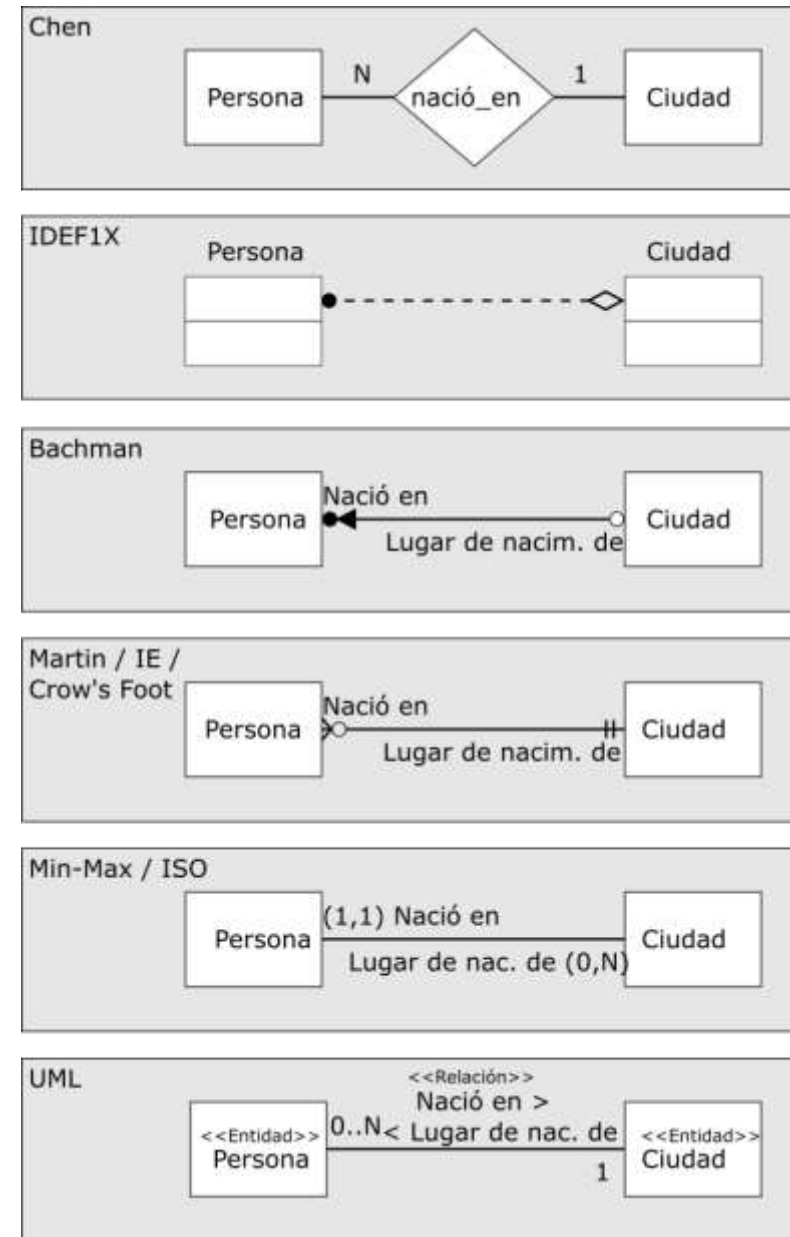 Chen
Persona
N
nació_en
1
Ciudad
IDEF1X
Persona
Ciudad
Bachman
Persona
Nació en
Lugar de nacim. de
Ciudad
Martin / IE /
Crow's Foot
Persona
Nació en
Lugar de nacim. de
Ciudad
Min-Max / ISO
Persona
(1,1) Nació en
Lugar de nac. de (0,N)
Ciudad
UML
<<Entidad>>
Persona
<<Relación>>
Nació en >
0..N
< Lugar de nac. de
1
<<Entidad>>
Ciudad